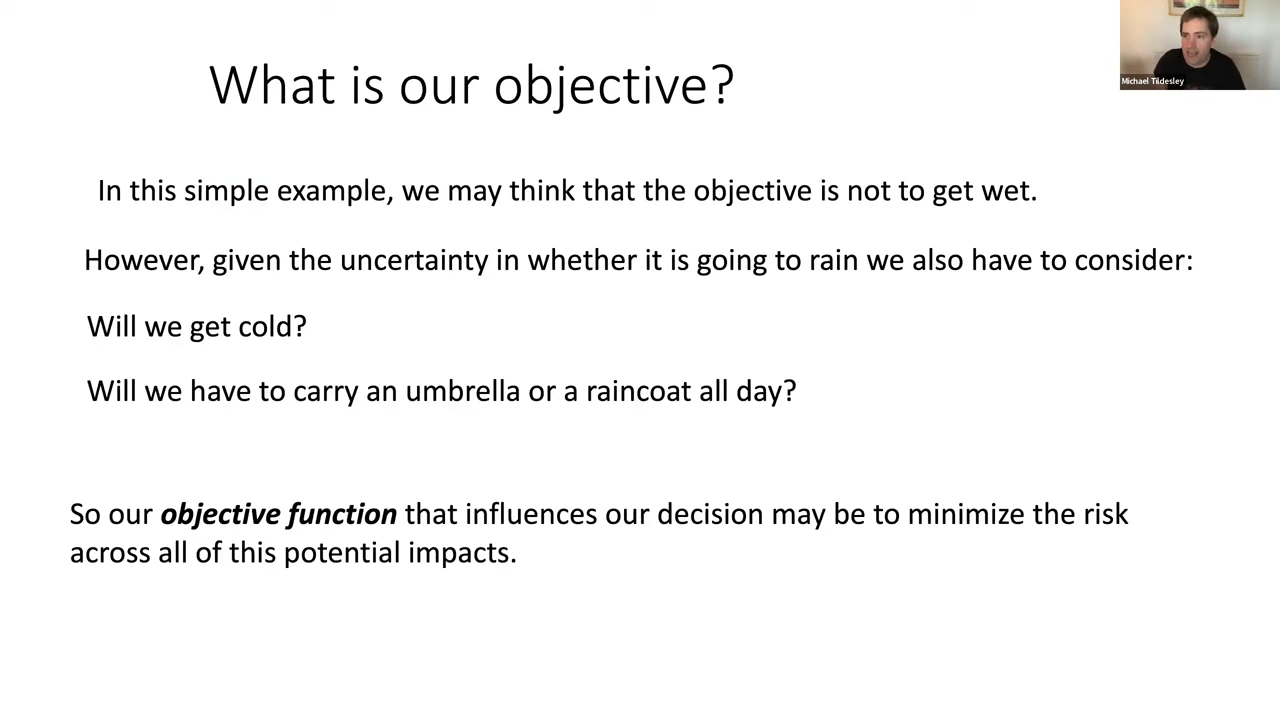 What is our objective?
Michael Tildesley
In this simple example, we may think that the objective is not to get wet.
However, given the uncertainty in whether it is going to rain we also have to consider:
Will we get cold?
Will we have to carry an umbrella or a raincoat all day?
So our objective function that influences our decision may be to minimize the risk
across all of this potential impacts.